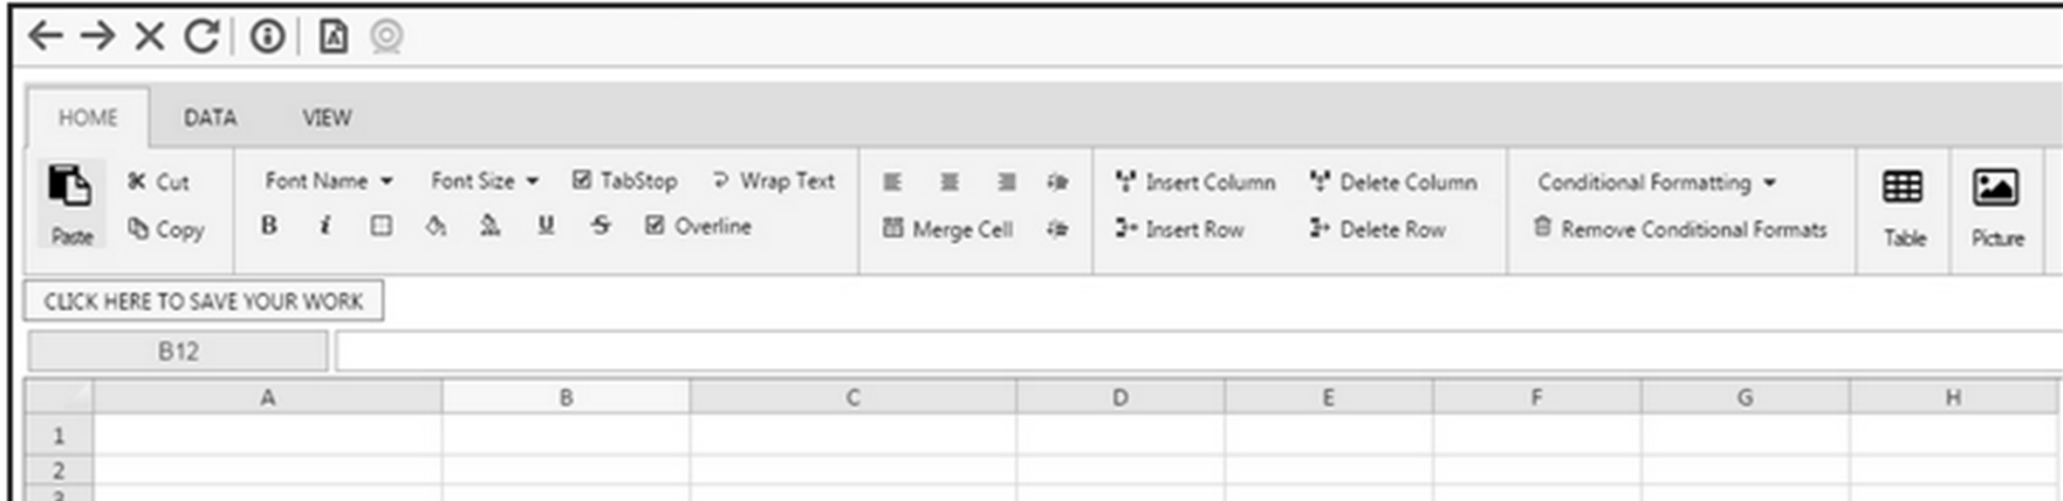 HOME DATA VIEW
Paste Cut Font Name Font Size TabStop Wrap Text Insert Column Delete Column Conditional Formatting Table Picture
Copy B i U S Overline Merge Cell Insert Row Delete Row Remove Conditional Formats
CLICK HERE TO SAVE YOUR WORK
B12
A B C D E F G H
1
2
3